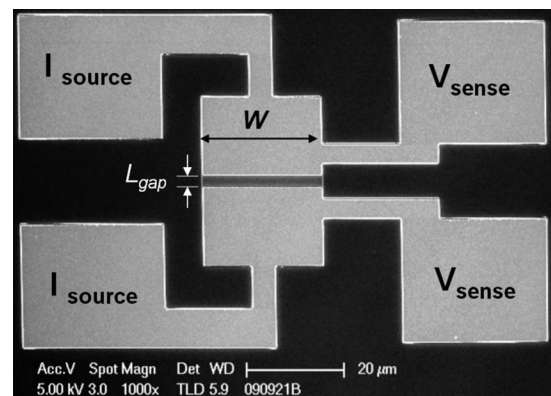 I source
V sense
W
L gap
I source
V sense
Acc.V Spot Magn Det WD 20 µm
5.00 kV 3.0 1000x TLD 5.9 090921B